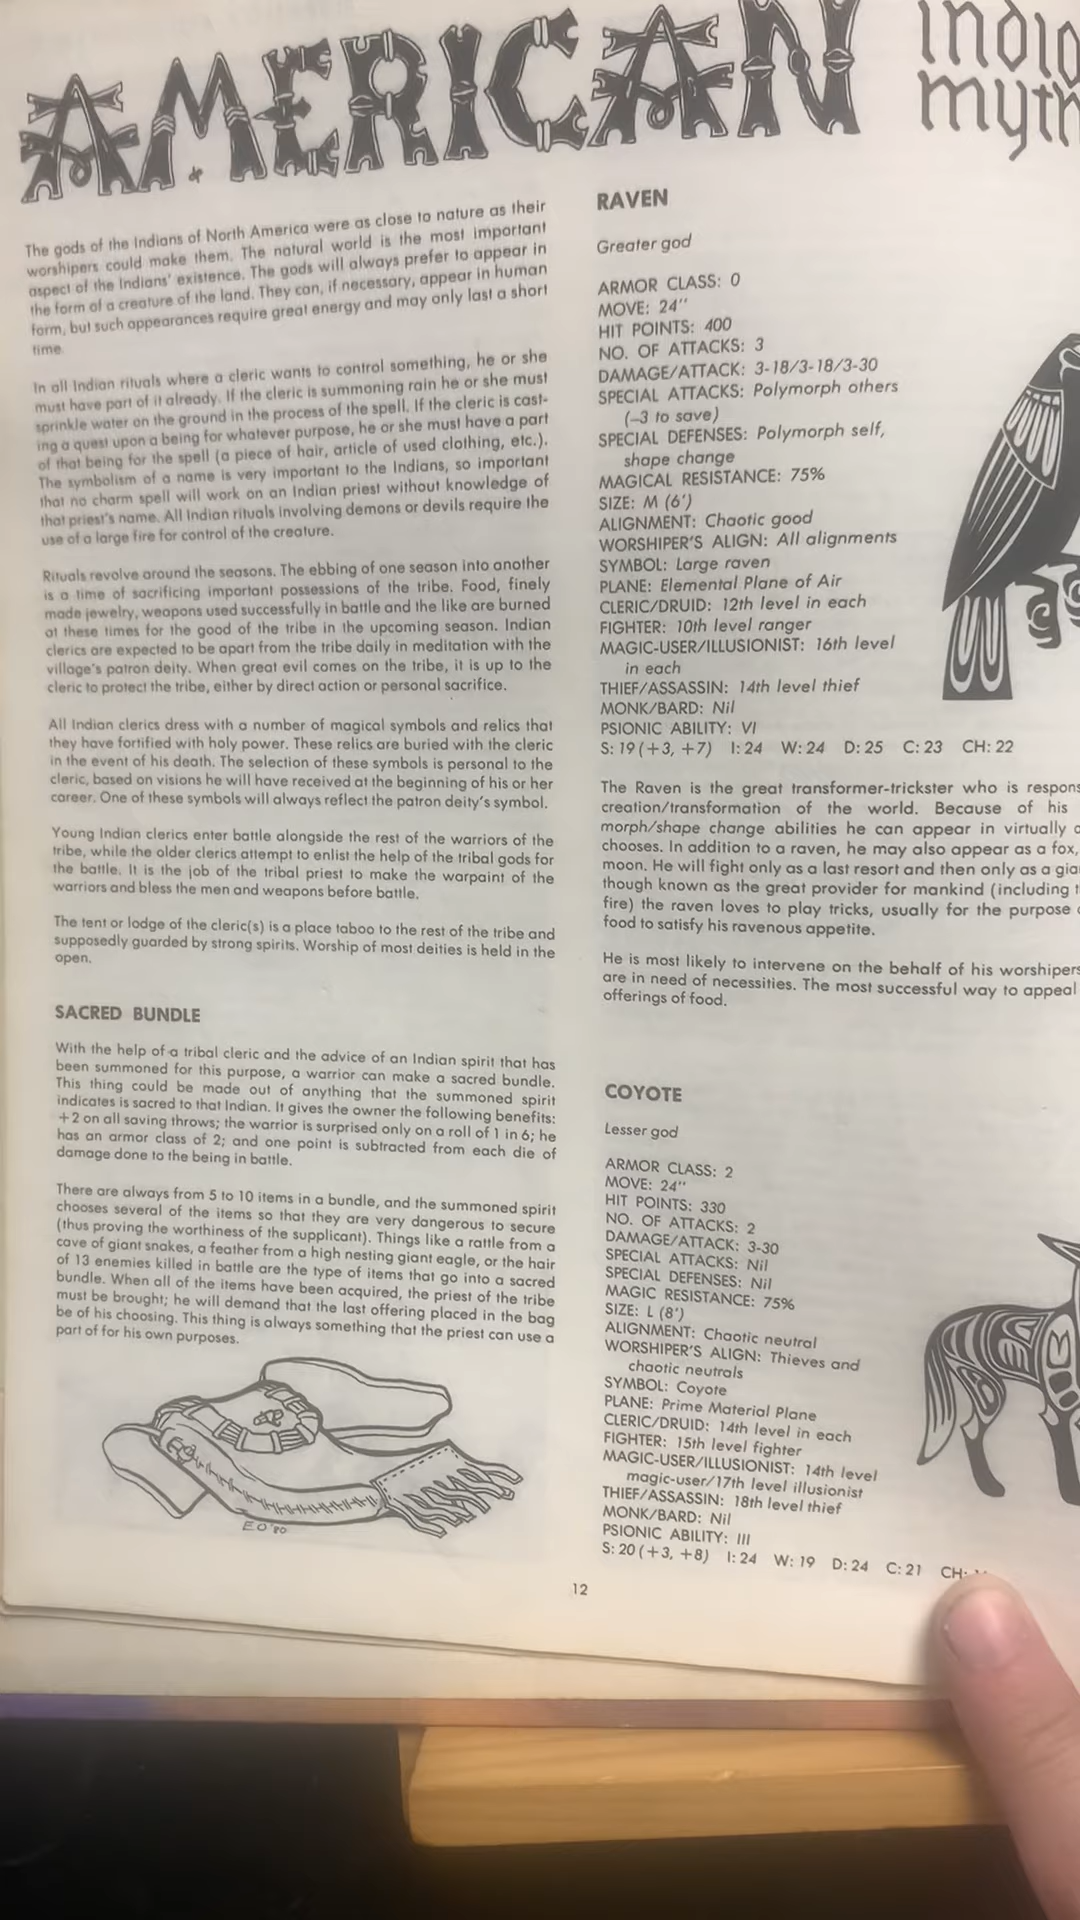 AMERICAN
myth
The gods of the Indians of North America were as close to nature as their
worshipers could make them. The natural world is the most important
aspect of the Indians' existence. The gods will always prefer to appear in
the form of a creature of the land. They can, if necessary, appear in human
form, but such appearances require great energy and may only last a short
time.
In all Indian rituals where a cleric wants to control something, he or she
must have part of it already. If the cleric is summoning rain he or she must
sprinkle water on the ground in the process of the spell. If the cleric is cast-
ing a quest upon a being for whatever purpose, he or she must have a part
of that being for the spell (a piece of hair, article of used clothing, etc.).
The symbolism of a name is very important to the Indians, so important
that no charm spell will work on an Indian priest without knowledge of
that priest's name. All Indian rituals involving demons or devils require the
use of a large fire for control of the creature.
Rituals revolve around the seasons. The ebbing of one season into another
is a time of sacrificing important possessions of the tribe. Food, finely
made jewelry, weapons used successfully in battle and the like are burned
at these times for the good of the tribe in the upcoming season. Indian
clerics are expected to be apart from the tribe daily in meditation with the
village's patron deity. When great evil comes on the tribe, it is up to the
cleric to protect the tribe, either by direct action or personal sacrifice.
All Indian clerics dress with a number of magical symbols and relics that
they have fortified with holy power. These relics are buried with the cleric
in the event of his death. The selection of these symbols is personal to the
cleric, based on visions he will have received at the beginning of his or her
career. One of these symbols will always reflect the patron deity's symbol.
Young Indian clerics enter battle alongside the rest of the warriors of the
tribe, while the older clerics attempt to enlist the help of the tribal gods for
the battle. It is the job of the tribal priest to make the warpaint of the
warriors and bless the men and weapons before battle.
The tent or lodge of the cleric(s) is a place taboo to the rest of the tribe and
supposedly guarded by strong spirits. Worship of most deities is held in the
open.
SACRED BUNDLE
With the help of a tribal cleric and the advice of an Indian spirit that has
been summoned for this purpose, a warrior can make a sacred bundle.
This thing could be made out of anything that the summoned spirit
indicates is sacred to that Indian. It gives the owner the following benefits:
+2 on all saving throws; the warrior is surprised only on a roll of 1 in 6; he
has an armor class of 2; and one point is subtracted from each die of
damage done to the being in battle.
There are always from 5 to 10 items in a bundle, and the summoned spirit
chooses several of the items so that they are very dangerous to secure
(thus proving the worthiness of the supplicant). Things like a rattle from a
cave of giant snakes, a feather from a high nesting giant eagle, or the hair
of 13 enemies killed in battle are the type of items that go into a sacred
bundle. When all of the items have been acquired, the priest of the tribe
must be brought; he will demand that the last offering placed in the bag
be of his choosing. This thing is always something that the priest can use a
part of for his own purposes.
E O '80
RAVEN
Greater god
ARMOR CLASS: 0
MOVE: 24"
HIT POINTS: 400
NO. OF ATTACKS: 3
DAMAGE/ATTACK: 3-18/3-18/3-30
SPECIAL ATTACKS: Polymorph others
(-3 to save)
SPECIAL DEFENSES: Polymorph self,
shape change
MAGICAL RESISTANCE: 75%
SIZE: M (6')
ALIGNMENT: Chaotic good
WORSHIPER'S ALIGN: All alignments
SYMBOL: Large raven
PLANE: Elemental Plane of Air
CLERIC/DRUID: 12th level in each
FIGHTER: 10th level ranger
MAGIC-USER/ILLUSIONIST: 16th level
in each
THIEF/ASSASSIN: 14th level thief
MONK/BARD: Nil
PSIONIC ABILITY: VI
S: 19 (+3, +7) I: 24 W: 24 D: 25 C: 23 CH: 22
The Raven is the great transformer-trickster who is respons
creation/transformation of the world. Because of his
morph/shape change abilities he can appear in virtually
chooses. In addition to a raven, he may also appear as a fox,
moon. He will fight only as a last resort and then only as a gia
though known as the great provider for mankind (including
fire) the raven loves to play tricks, usually for the purpose
food to satisfy his ravenous appetite.
He is most likely to intervene on the behalf of his worshipers
are in need of necessities. The most successful way to appeal
offerings of food.
COYOTE
Lesser god
ARMOR CLASS: 2
MOVE: 24"
HIT POINTS: 330
NO. OF ATTACKS: 2
DAMAGE/ATTACK: 3-30
SPECIAL ATTACKS: Nil
SPECIAL DEFENSES: Nil
MAGIC RESISTANCE: 75%
SIZE: L (8')
ALIGNMENT: Chaotic neutral
WORSHIPER'S ALIGN: Thieves and
chaotic neutrals
SYMBOL: Coyote
PLANE: Prime Material Plane
CLERIC/DRUID: 14th level in each
FIGHTER: 15th level fighter
MAGIC-USER/ILLUSIONIST: 14th level
magic-user/17th level illusionist
THIEF/ASSASSIN: 18th level thief
MONK/BARD: Nil
PSIONIC ABILITY: III
S: 20 (+3, +8) I: 24 W: 19 D: 24 C: 21 CH:
12